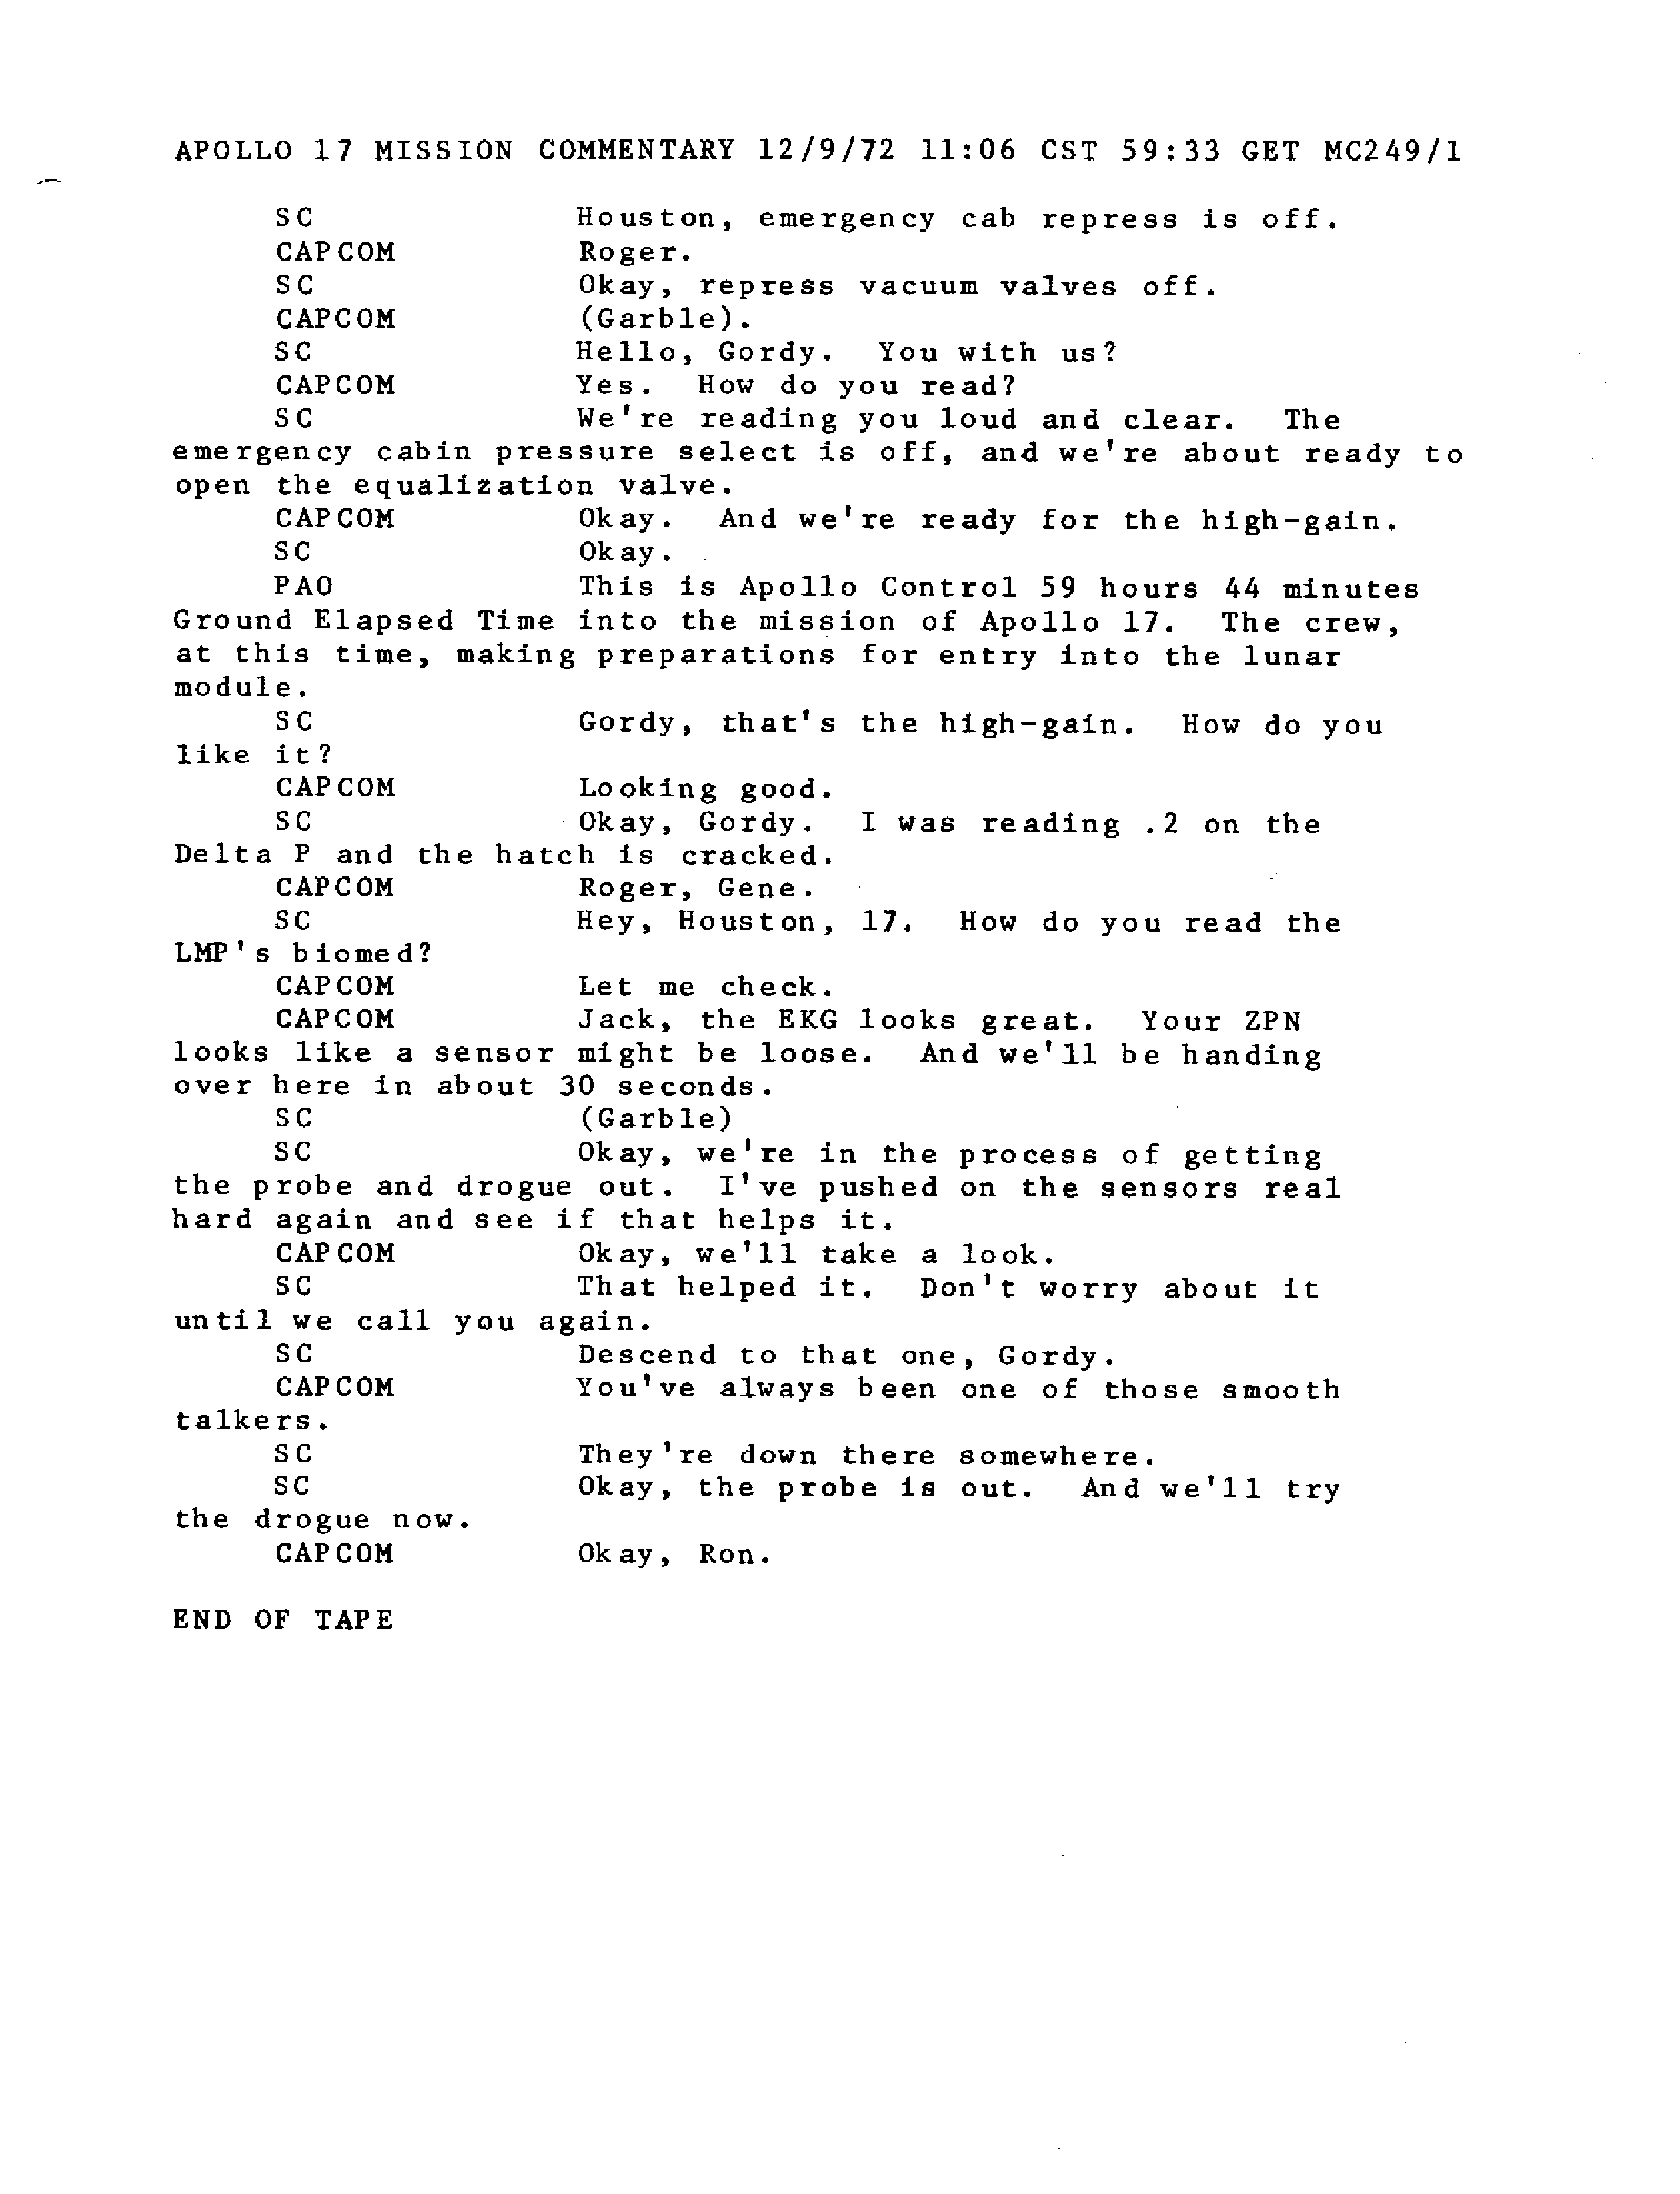 APOLLO 17 MISSION COMMENTARY 12/9/72 11:06 CST 59:33 GET MC249/1
SC Houston, emergency cab repress is off.
CAPCOM Roger.
SC Okay, repress vacuum valves off.
CAPCOM (Garble).
SC Hello, Gordy. You with us?
CAPCOM Yes. How do you read?
SC We're reading you loud and clear. The
emergency cabin pressure select is off, and we're about ready to
open the equalization valve.
CAPCOM Okay. And we're ready for the high-gain.
SC Okay.
PAO This is Apollo Control 59 hours 44 minutes
Ground Elapsed Time into the mission of Apollo 17. The crew,
at this time, making preparations for entry into the lunar
module.
SC Gordy, that's the high-gain. How do you
like it?
CAPCOM Looking good.
SC Okay, Gordy. I was reading .2 on the
Delta P and the hatch is cracked.
CAPCOM Roger, Gene.
SC Hey, Houston, 17. How do you read the
LMP's biomed?
CAPCOM Let me check.
CAPCOM Jack, the EKG looks great. Your ZPN
looks like a sensor might be loose. And we'll be handing
over here in about 30 seconds.
SC (Garble)
SC Okay, we're in the process of getting
the probe and drogue out. I've pushed on the sensors real
hard again and see if that helps it.
CAPCOM Okay, we'll take a look.
SC That helped it. Don't worry about it
until we call you again.
SC Descend to that one, Gordy.
CAPCOM You've always been one of those smooth
talkers.
SC They're down there somewhere.
SC Okay, the probe is out. And we'll try
the drogue now.
CAPCOM Okay, Ron.
END OF TAPE